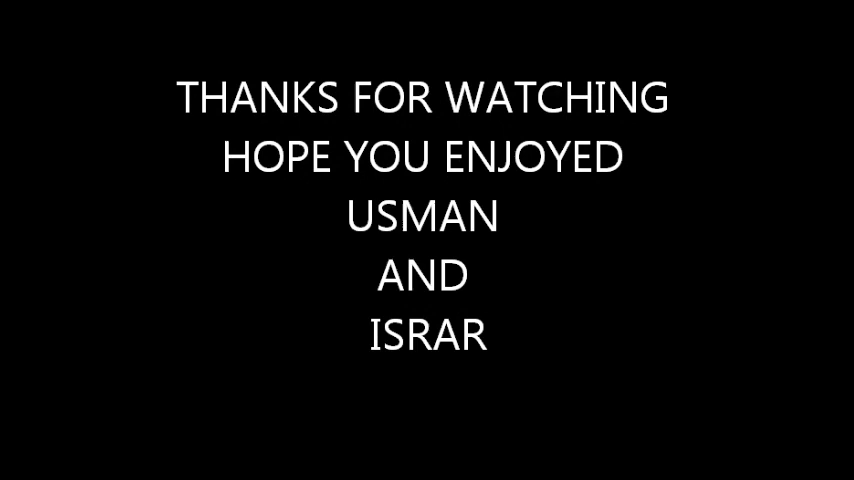 THANKS FOR WATCHING
HOPE YOU ENJOYED
USMAN
AND
ISRAR